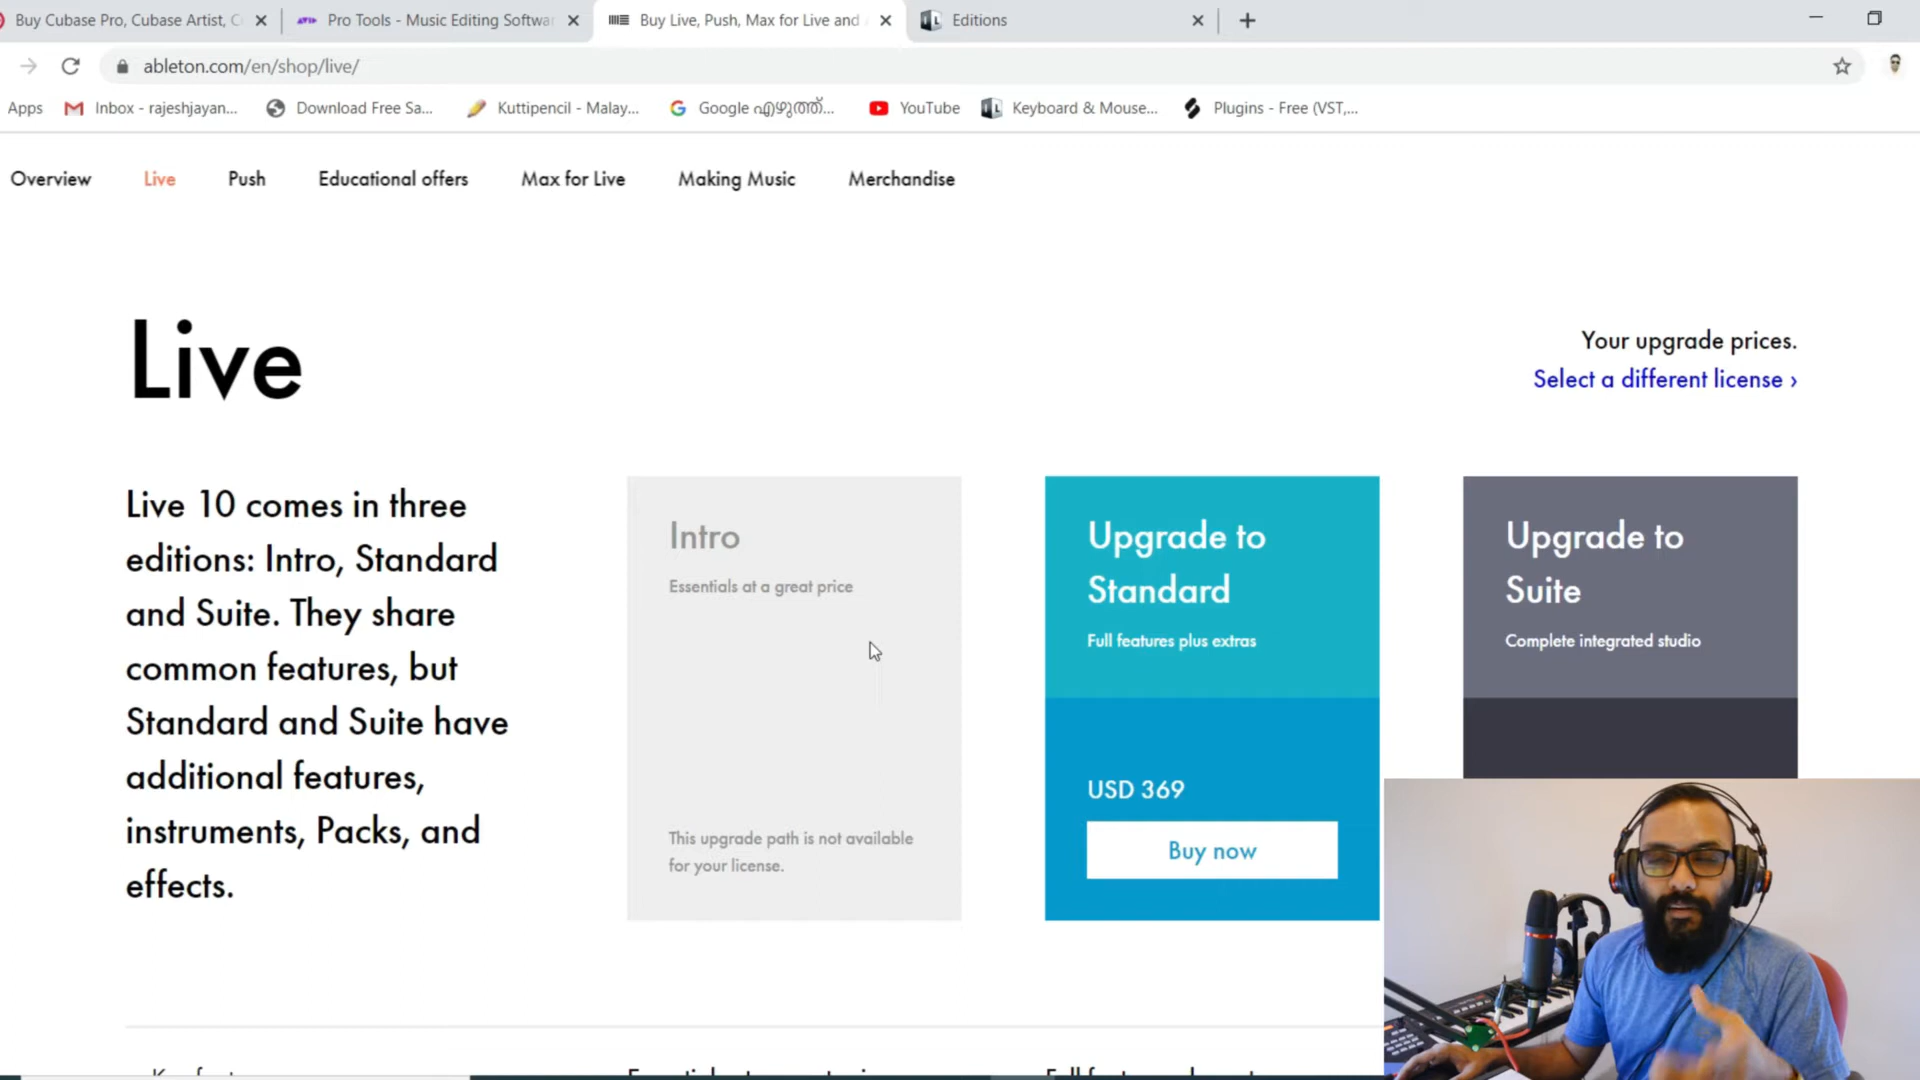 Buy Cubase Pro, Cubase Artist, C
Pro Tools - Music Editing Softwar
Buy Live, Push, Max for Live and
Editions
ableton.com/en/shop/live/
Apps
Inbox - rajeshjayan...
Download Free Sa...
Kuttipencil - Malay...
Google എഴുത്ത്...
YouTube
Keyboard & Mouse...
Plugins - Free (VST,...
Overview
Live
Push
Educational offers
Max for Live
Making Music
Merchandise
Live
Your upgrade prices.
Select a different license ›
Live 10 comes in three
editions: Intro, Standard
and Suite. They share
common features, but
Standard and Suite have
additional features,
instruments, Packs, and
effects.
Intro
Essentials at a great price
This upgrade path is not available
for your license.
Upgrade to
Standard
Full features plus extras
USD 369
Buy now
Upgrade to
Suite
Complete integrated studio